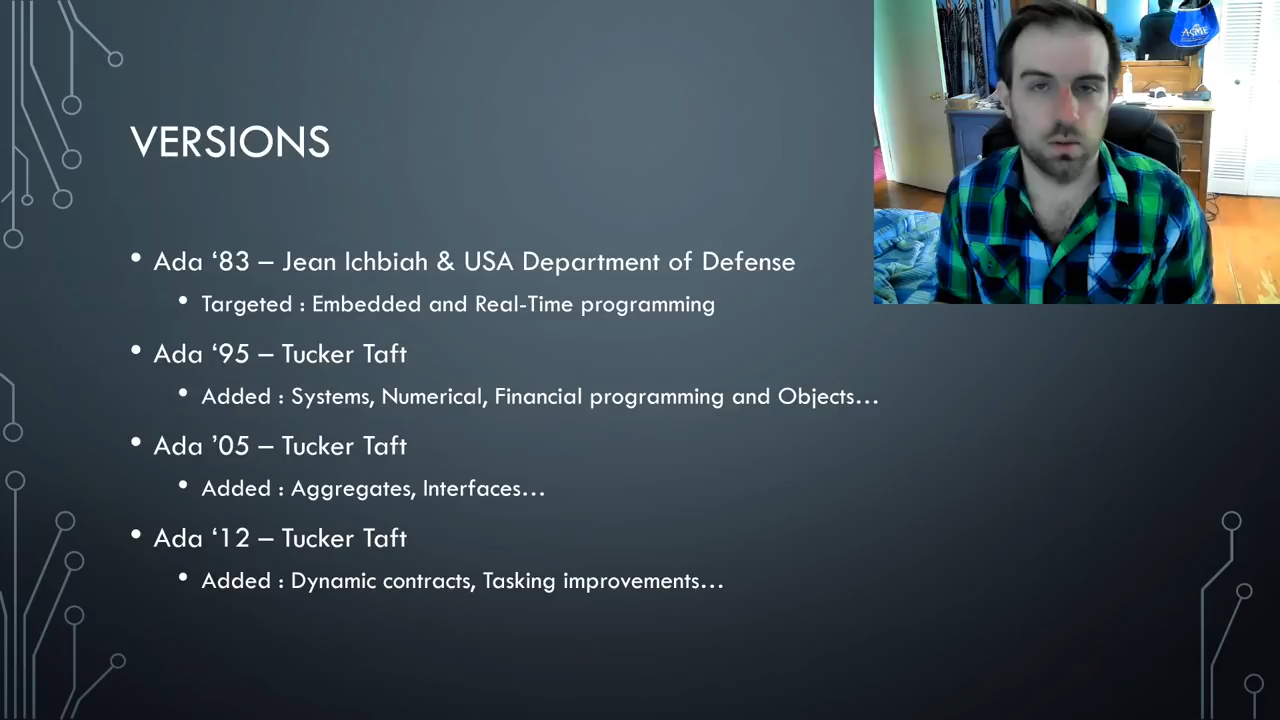 VERSIONS
• Ada ‘83 – Jean Ichbiah & USA Department of Defense
• Targeted : Embedded and Real-Time programming
• Ada ‘95 – Tucker Taft
• Added : Systems, Numerical, Financial programming and Objects…
• Ada ’05 – Tucker Taft
• Added : Aggregates, Interfaces…
• Ada ‘12 – Tucker Taft
• Added : Dynamic contracts, Tasking improvements…
ASME